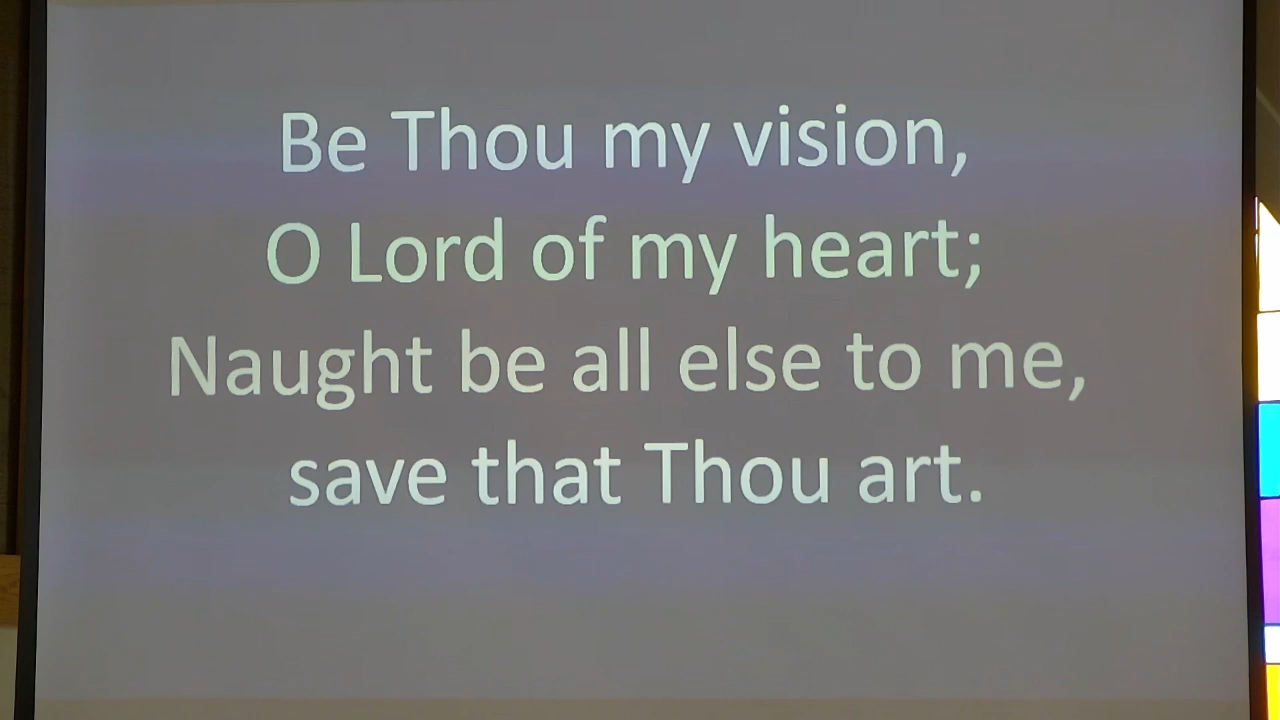 Be Thou my vision,
O Lord of my heart;
Naught be all else to me,
save that Thou art.